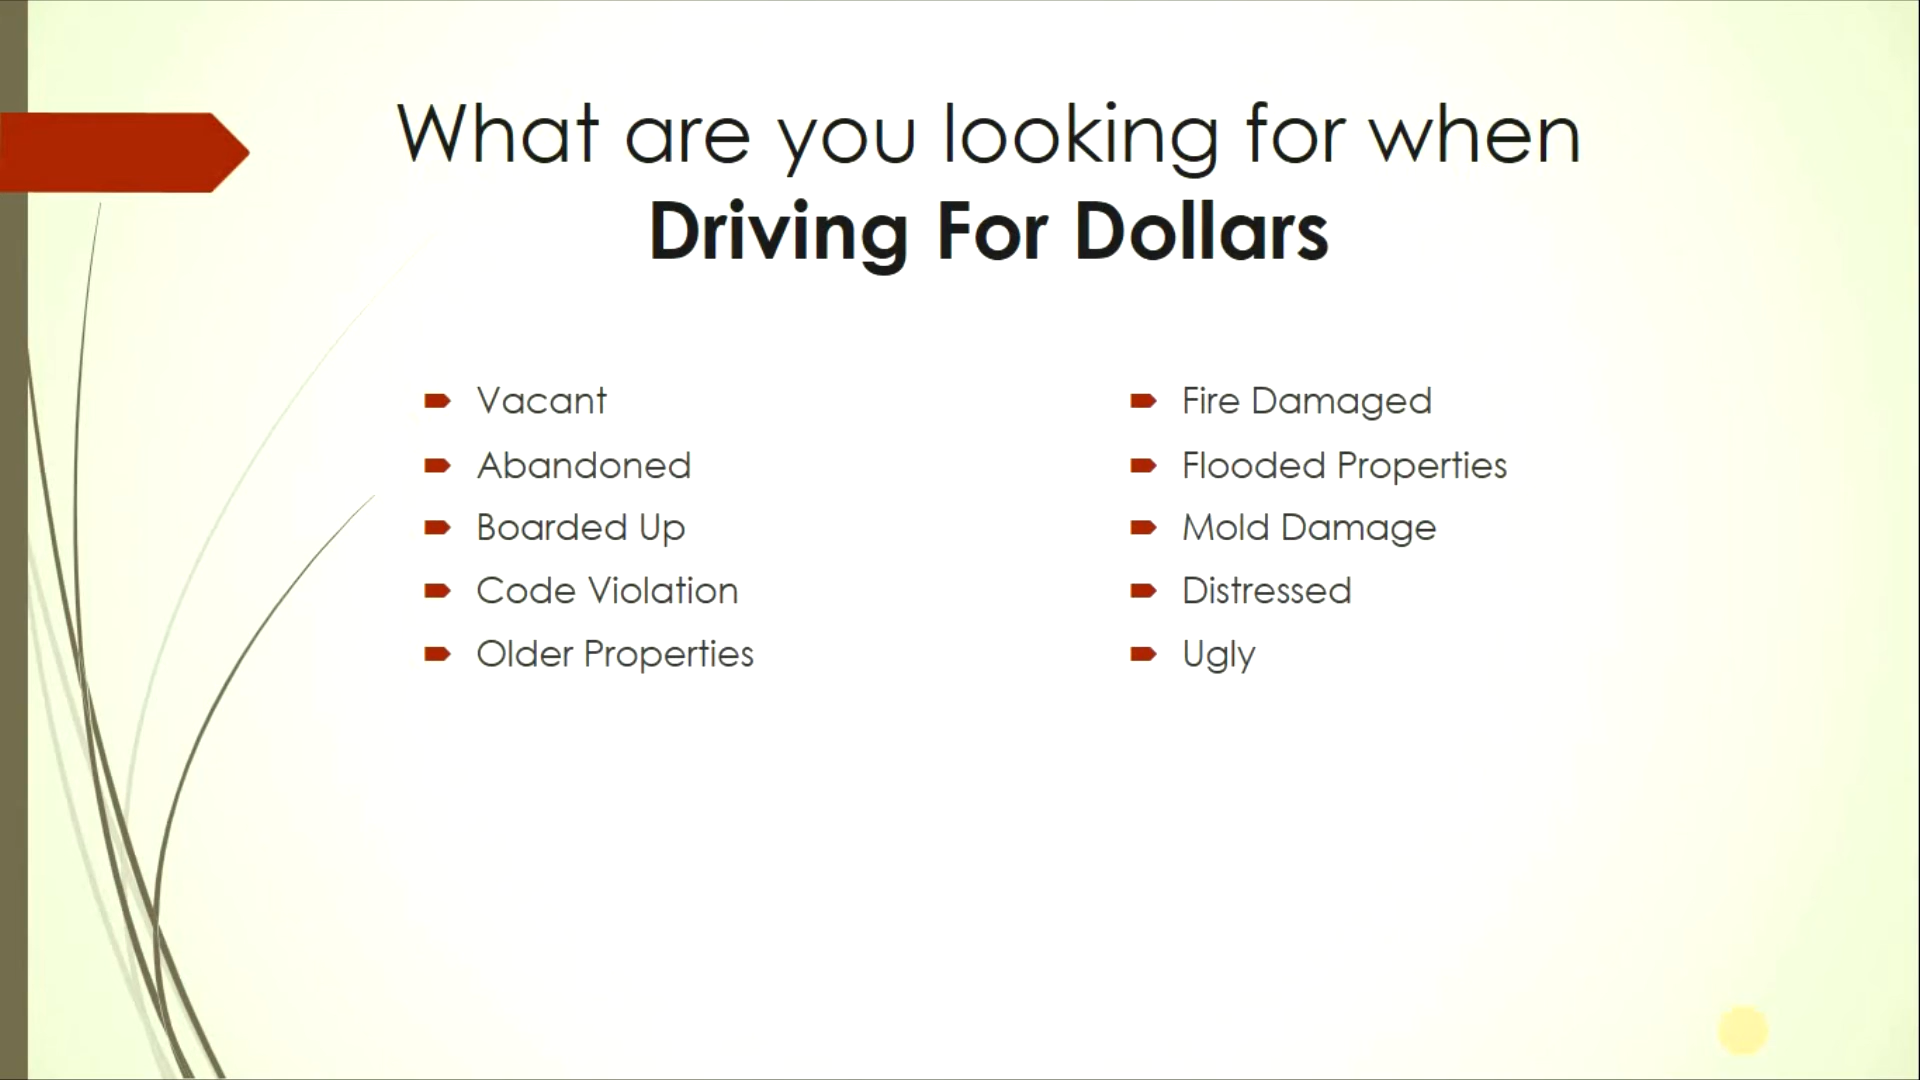 What are you looking for when
Driving For Dollars
Vacant
Abandoned
Boarded Up
Code Violation
Older Properties
Fire Damaged
Flooded Properties
Mold Damage
Distressed
Ugly